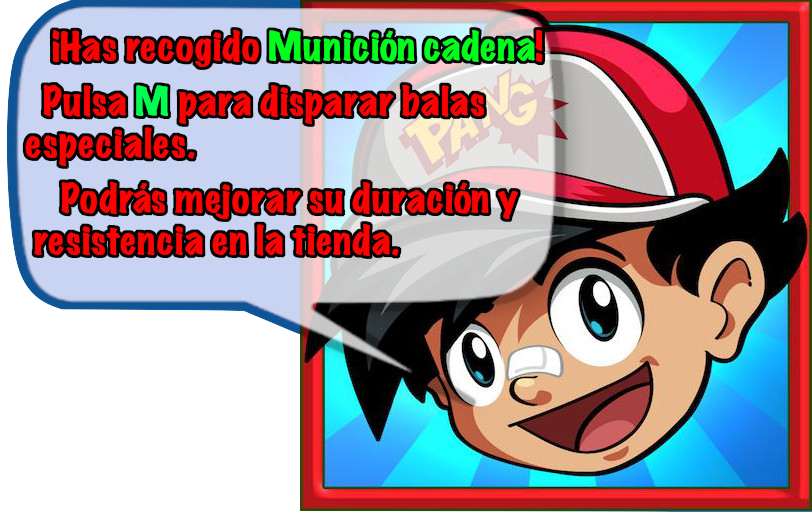 PANG
¡Has recogido Munición cadena!
Pulsa M para disparar balas
especiales.
Podrás mejorar su duración y
resistencia en la tienda.